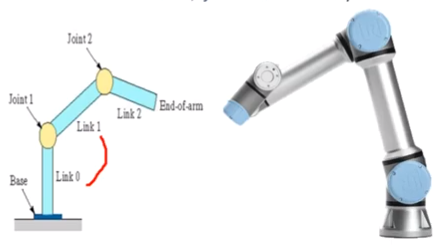 Joint 2
Joint 1
End-of-arm
Link 2
Link 1
Base
Link 0